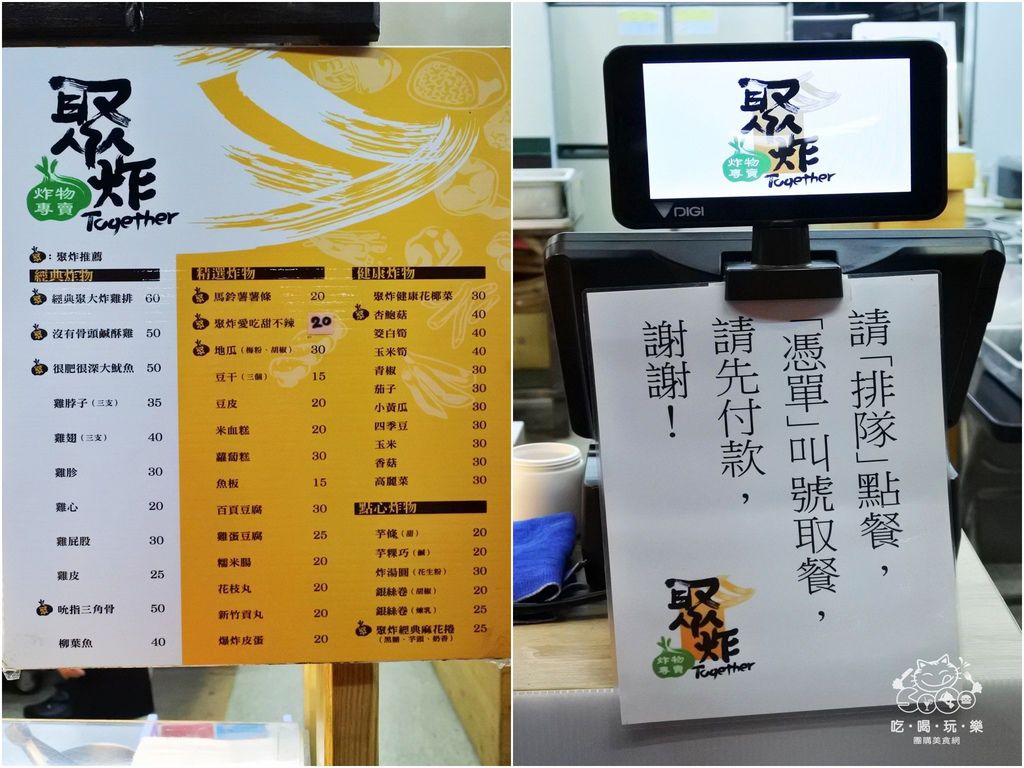 聚炸
炸物
專賣
Together
：聚炸推薦
經典炸物
經典聚大炸雞排 60
沒有骨頭鹹酥雞 50
很肥很深大魷魚 50
雞脖子（三支） 35
雞翅（三支） 40
雞胗 30
雞心 20
雞屁股 30
雞皮 25
吮指三角骨 50
柳葉魚 40
精選炸物
馬鈴薯薯條 20
聚炸愛吃甜不辣 20
地瓜（梅粉、胡椒） 30
豆干（三個） 15
豆皮 20
米血糕 20
蘿蔔糕 30
魚板 15
百頁豆腐 30
雞蛋豆腐 25
糯米腸 20
花枝丸 20
新竹貢丸 20
爆炸皮蛋 20
健康炸物
聚炸健康花椰菜 30
杏鮑菇 40
筊白筍 40
玉米筍 40
青椒 30
茄子 30
小黃瓜 30
四季豆 30
玉米 30
香菇 30
高麗菜 30
點心炸物
芋條（甜） 20
芋粿巧（鹹） 20
炸湯圓（花生粉） 30
銀絲卷（胡椒） 20
銀絲卷（煉乳） 25
聚炸經典麻花捲 25
（黑糖、芋頭、奶香）
聚炸
炸物
專賣
Together
DIGI
請「排隊」點餐，
「憑單」叫號取餐，
請先付款，
謝謝！
聚炸
炸物
專賣
Together
吃·喝·玩·樂
團購美食網